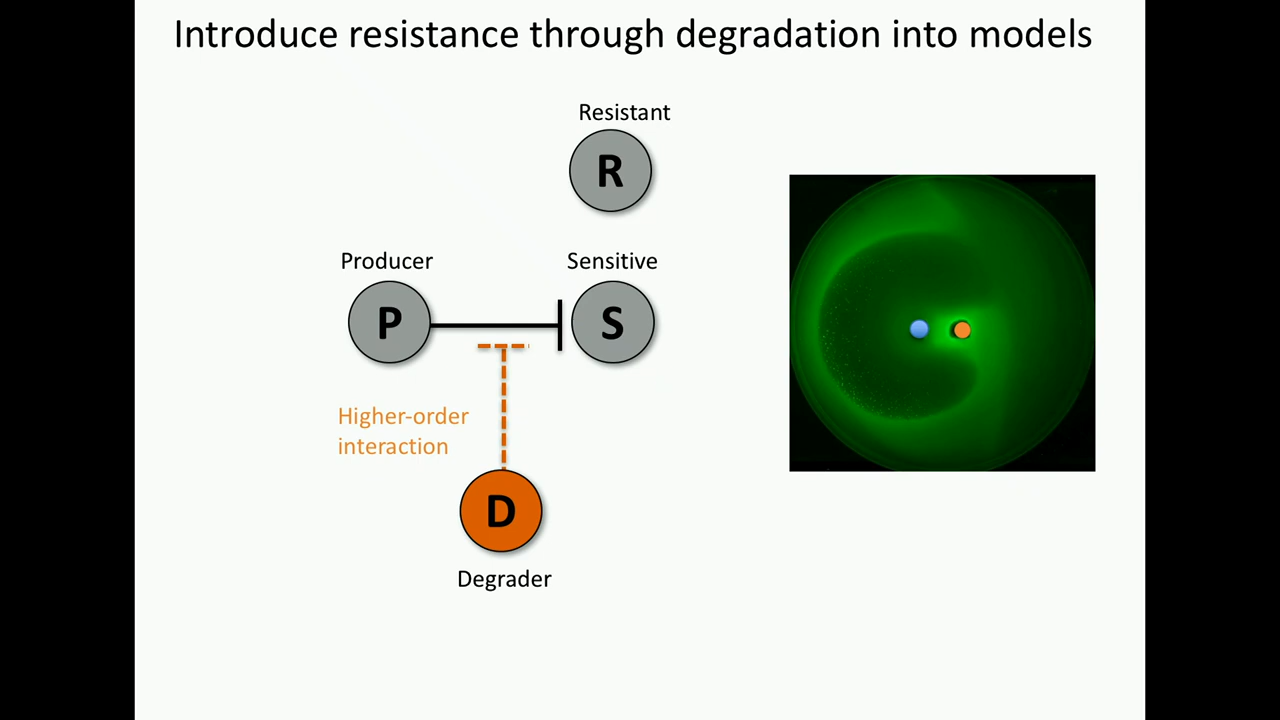 Introduce resistance through degradation into models
Resistant
R
Producer
Sensitive
P
S
Higher-order
interaction
D
Degrader